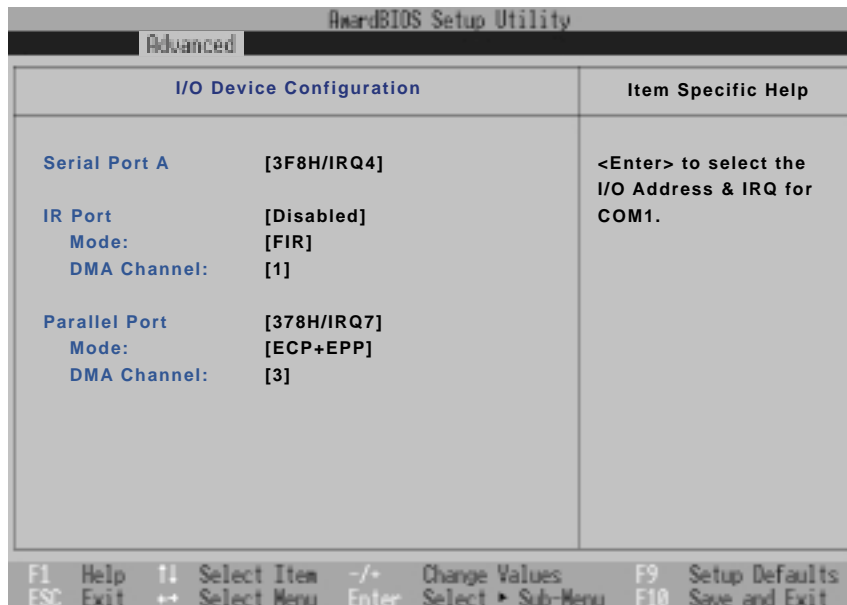 AwardBIOS Setup Utility
Advanced
I/O Device Configuration
Item Specific Help
Serial Port A [3F8H/IRQ4]
IR Port [Disabled]
Mode: [FIR]
DMA Channel: [1]
Parallel Port [378H/IRQ7]
Mode: [ECP+EPP]
DMA Channel: [3]
<Enter> to select the
I/O Address & IRQ for
COM1.
F1 Help ↑↓ Select Item -/+ Change Values F9 Setup Defaults
ESC Exit ←→ Select Menu Enter Select ▸ Sub-Menu F10 Save and Exit